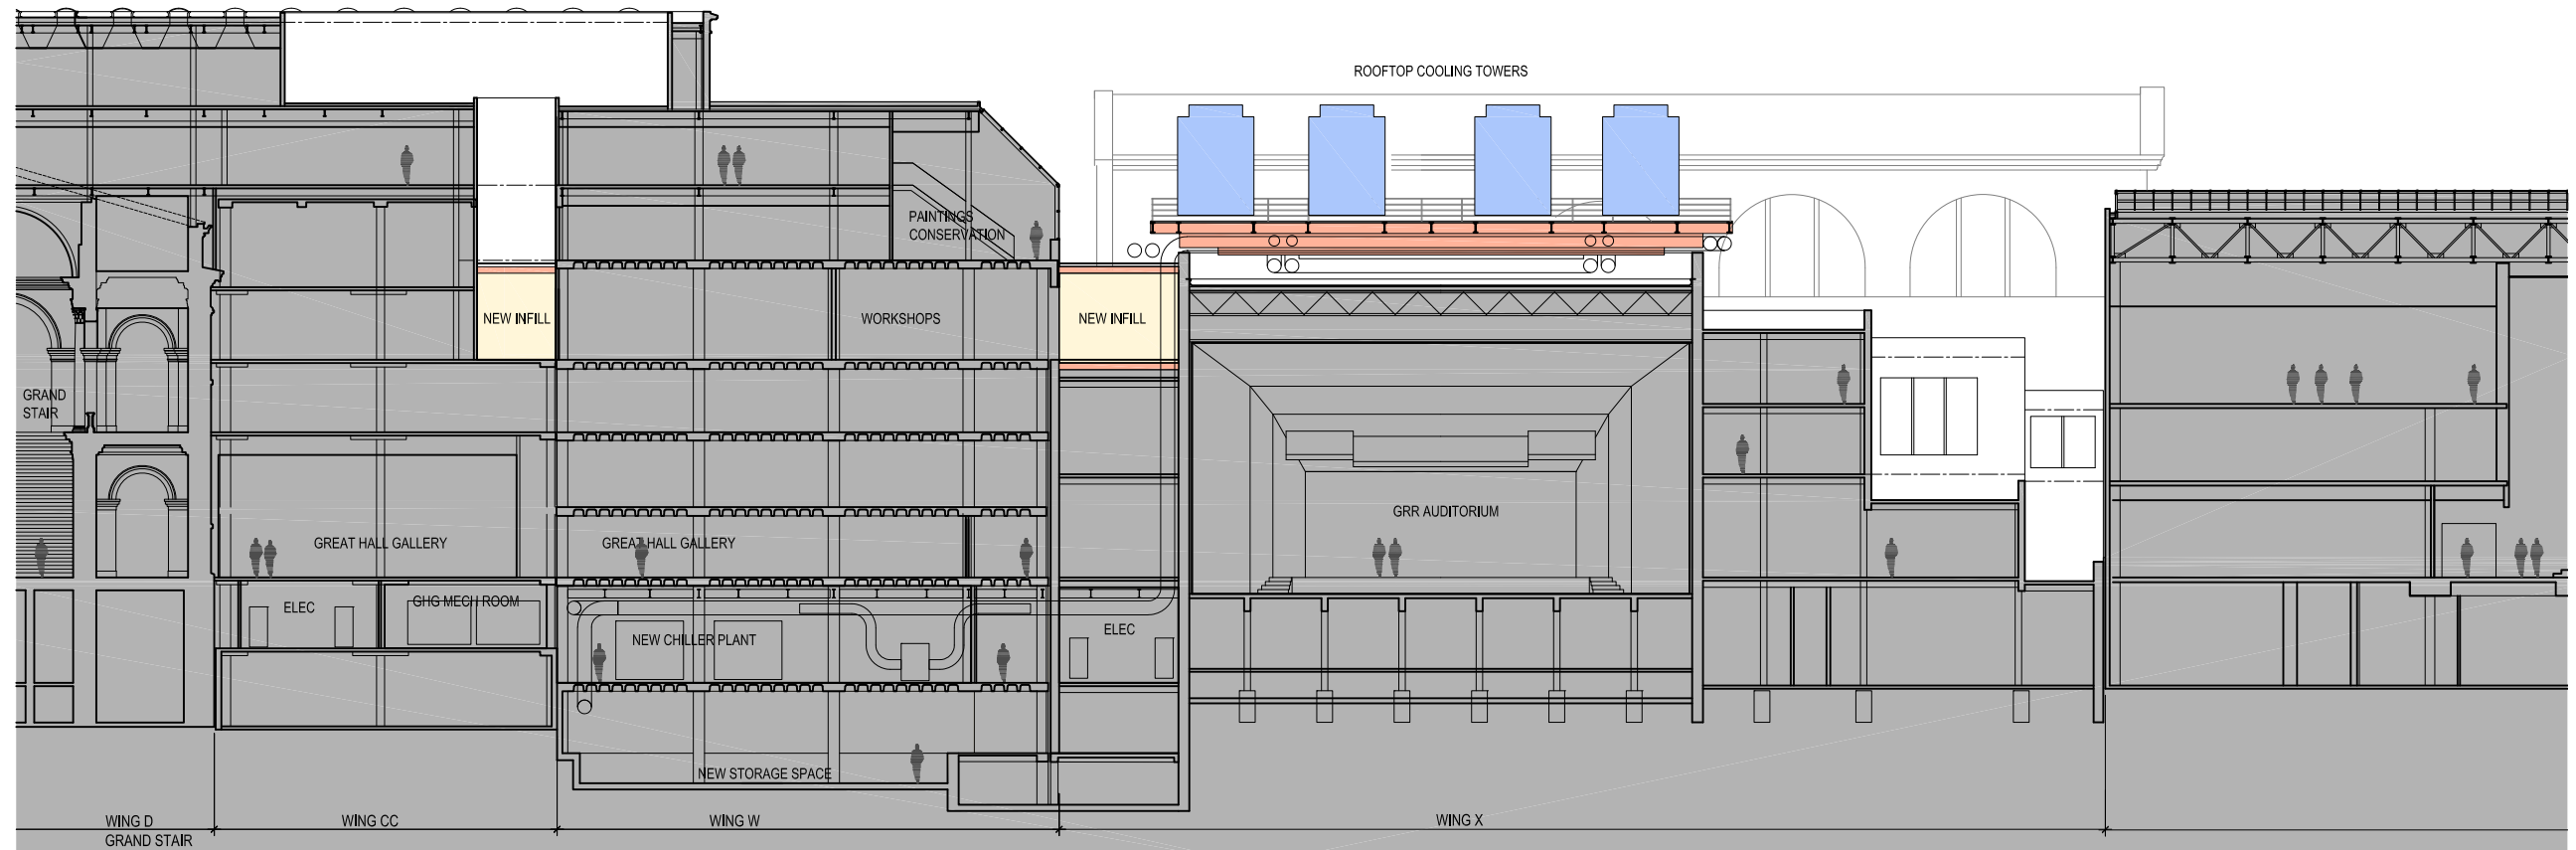 ROOFTOP COOLING TOWERS
PAINTINGS
CONSERVATION
NEW INFILL
WORKSHOPS
NEW INFILL
GRAND
STAIR
GRR AUDITORIUM
GREAT HALL GALLERY
GREAT HALL GALLERY
ELEC
GHG MECH ROOM
NEW CHILLER PLANT
ELEC
NEW STORAGE SPACE
WING D
GRAND STAIR
WING CC
WING W
WING X